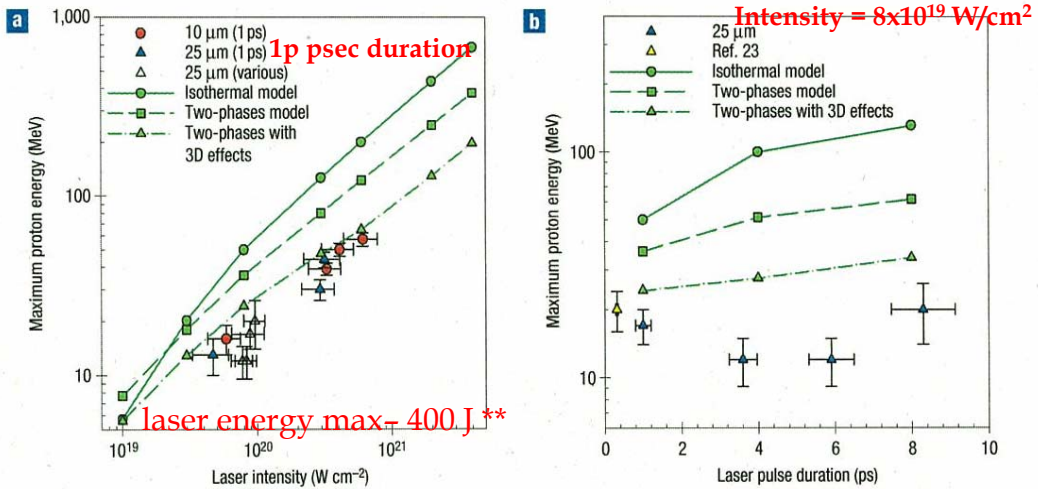 a
1,000
10 μm (1 ps)
25 μm (1ps)
1p psec duration
25 μm (various)
Isothermal model
Two-phases model
Two-phases with
3D effects
Maximum proton energy (MeV)
100
10
laser energy max– 400 J **
10¹⁹
10²⁰
10²¹
Laser intensity (W cm⁻²)
Intensity = 8x10¹⁹ W/cm²
b
25 μm
Ref. 23
Isothermal model
Two-phases model
Two-phases with 3D effects
Maximum proton energy (MeV)
100
10
0
2
4
6
8
10
Laser pulse duration (ps)